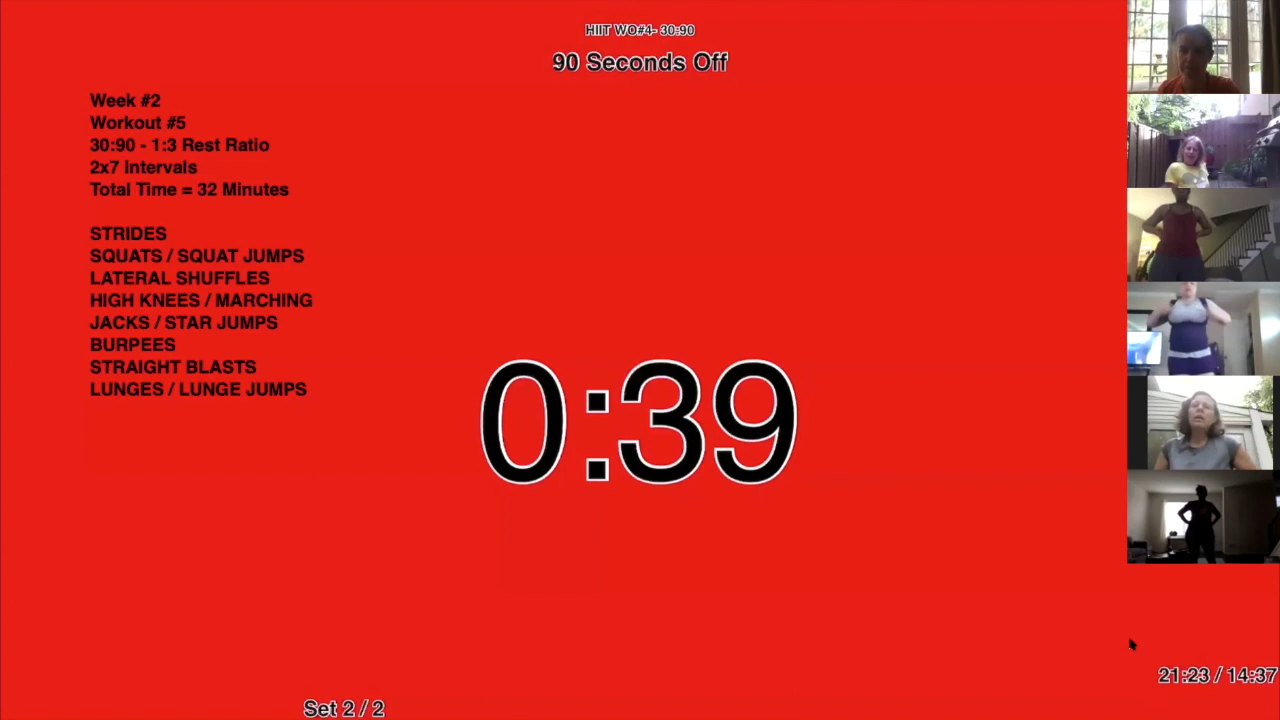 HIIT WO#4- 30:90
90 Seconds Off
Week #2
Workout #5
30:90 - 1:3 Rest Ratio
2x7 Intervals
Total Time = 32 Minutes
STRIDES
SQUATS / SQUAT JUMPS
LATERAL SHUFFLES
HIGH KNEES / MARCHING
JACKS / STAR JUMPS
BURPEES
STRAIGHT BLASTS
LUNGES / LUNGE JUMPS
0:39
21:23 / 14:37
Set 2 / 2